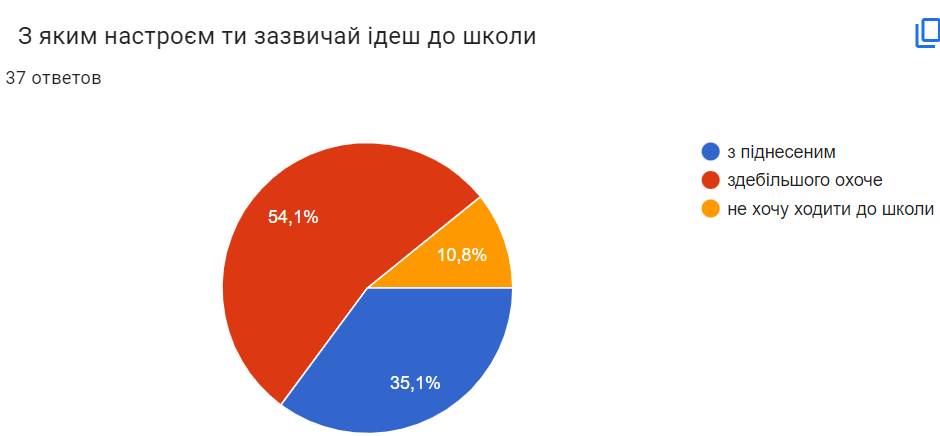 З яким настроєм ти зазвичай ідеш до школи
37 ответов
з піднесеним
здебільшого охоче
не хочу ходити до школи
54,1%
10,8%
35,1%